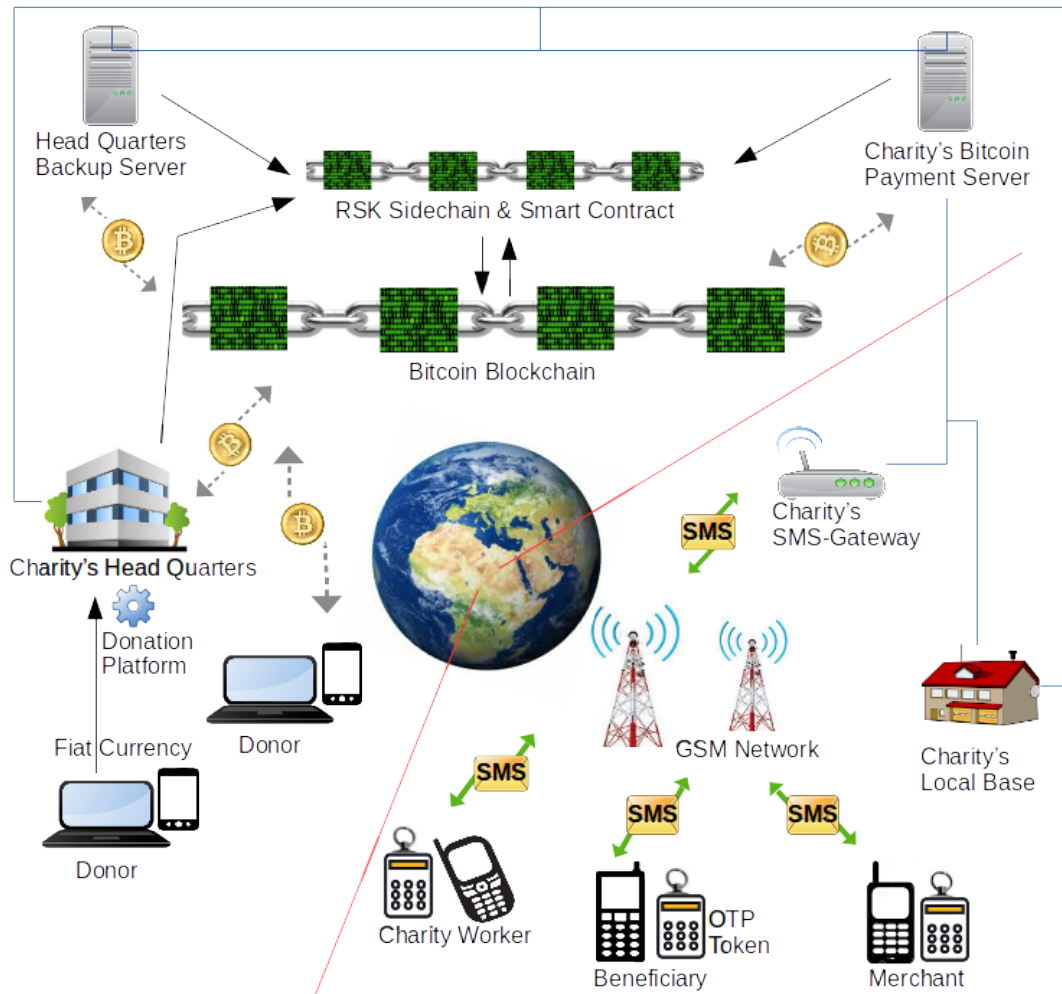 Head Quarters
Backup Server
Charity's Bitcoin
Payment Server
RSK Sidechain & Smart Contract
Bitcoin Blockchain
Charity's
SMS-Gateway
SMS
Charity's Head Quarters
Donation
Platform
Fiat Currency
Donor
Donor
GSM Network
Charity's
Local Base
SMS
SMS
SMS
Charity Worker
OTP
Token
Beneficiary
Merchant